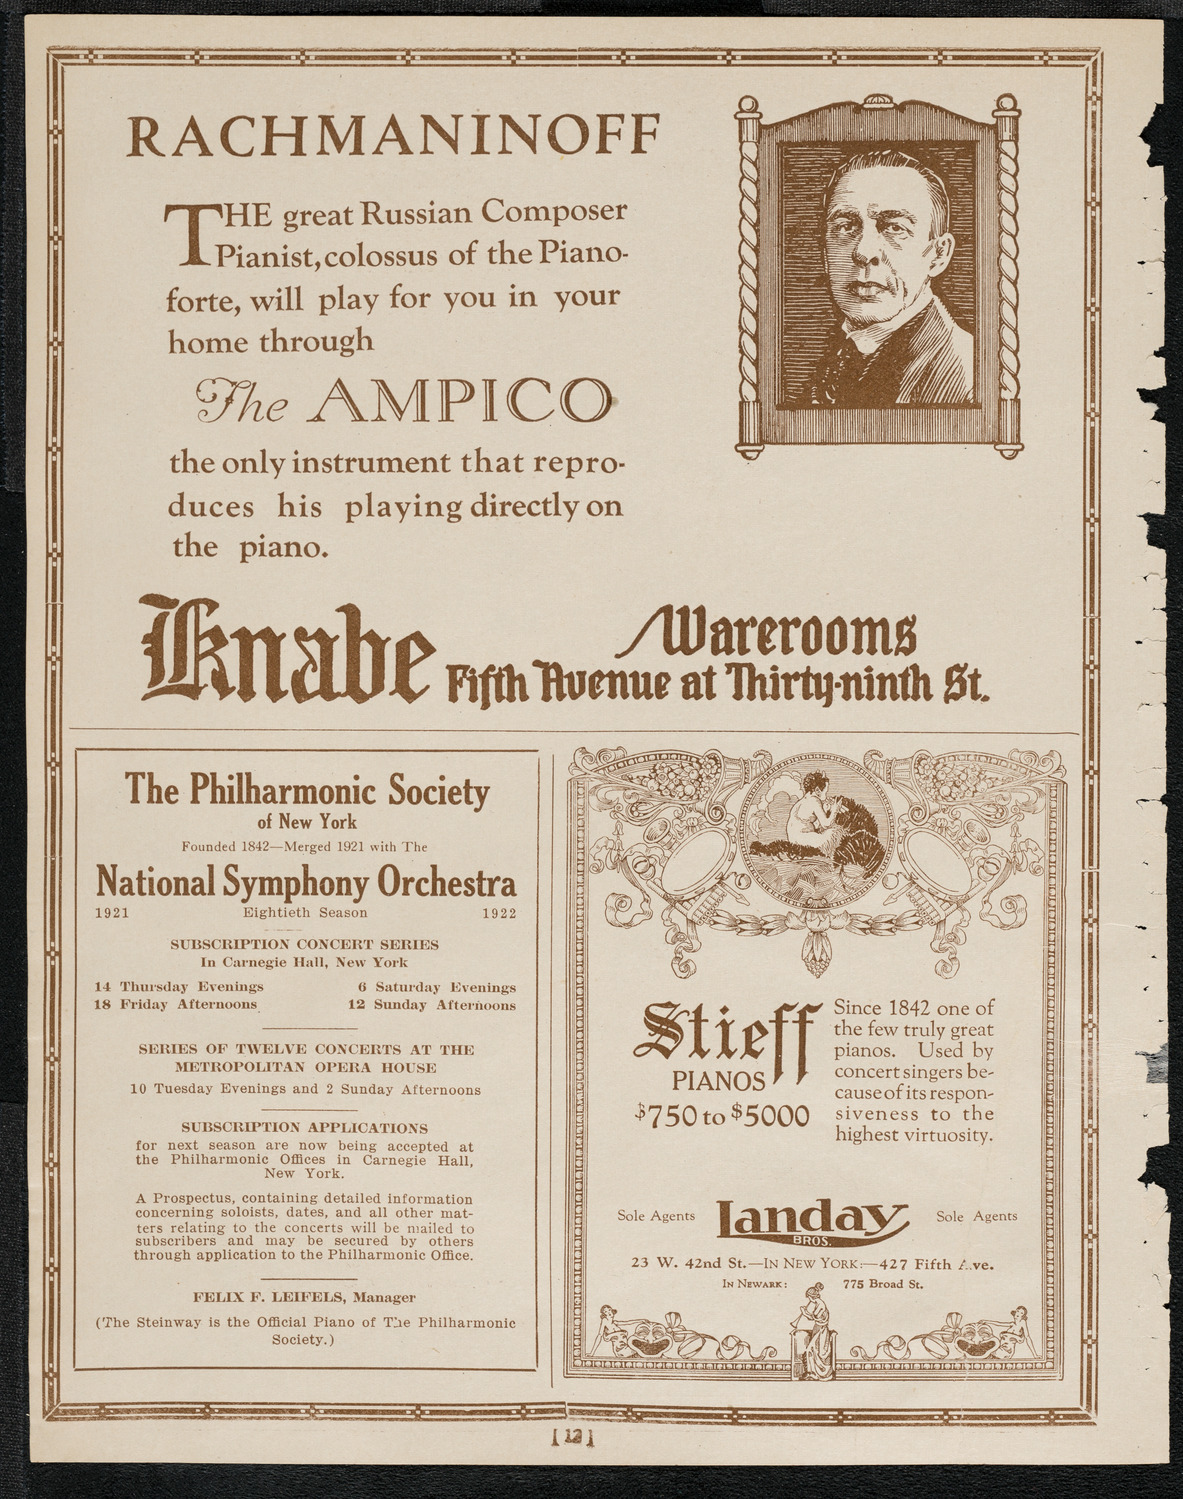 RACHMANINOFF
THE great Russian Composer
Pianist, colossus of the Piano-
forte, will play for you in your
home through
The AMPICO
the only instrument that repro-
duces his playing directly on
the piano.
Knabe Warerooms
Fifth Avenue at Thirty-ninth St.
The Philharmonic Society
of New York
Founded 1842—Merged 1921 with The
National Symphony Orchestra
1921 Eightieth Season 1922
SUBSCRIPTION CONCERT SERIES
In Carnegie Hall, New York
14 Thursday Evenings 6 Saturday Evenings
18 Friday Afternoons 12 Sunday Afternoons
SERIES OF TWELVE CONCERTS AT THE
METROPOLITAN OPERA HOUSE
10 Tuesday Evenings and 2 Sunday Afternoons
SUBSCRIPTION APPLICATIONS
for next season are now being accepted at
the Philharmonic Offices in Carnegie Hall,
New York.
A Prospectus, containing detailed information
concerning soloists, dates, and all other mat-
ters relating to the concerts will be mailed to
subscribers and may be secured by others
through application to the Philharmonic Office.
FELIX F. LEIFELS, Manager
(The Steinway is the Official Piano of The Philharmonic
Society.)
Stieff
PIANOS
$750 to $5000
Since 1842 one of
the few truly great
pianos. Used by
concert singers be-
cause of its respon-
siveness to the
highest virtuosity.
Sole Agents Landay Sole Agents
BROS.
23 W. 42nd St.—IN NEW YORK:—427 Fifth Ave.
IN NEWARK: 775 Broad St.
[ 12 ]